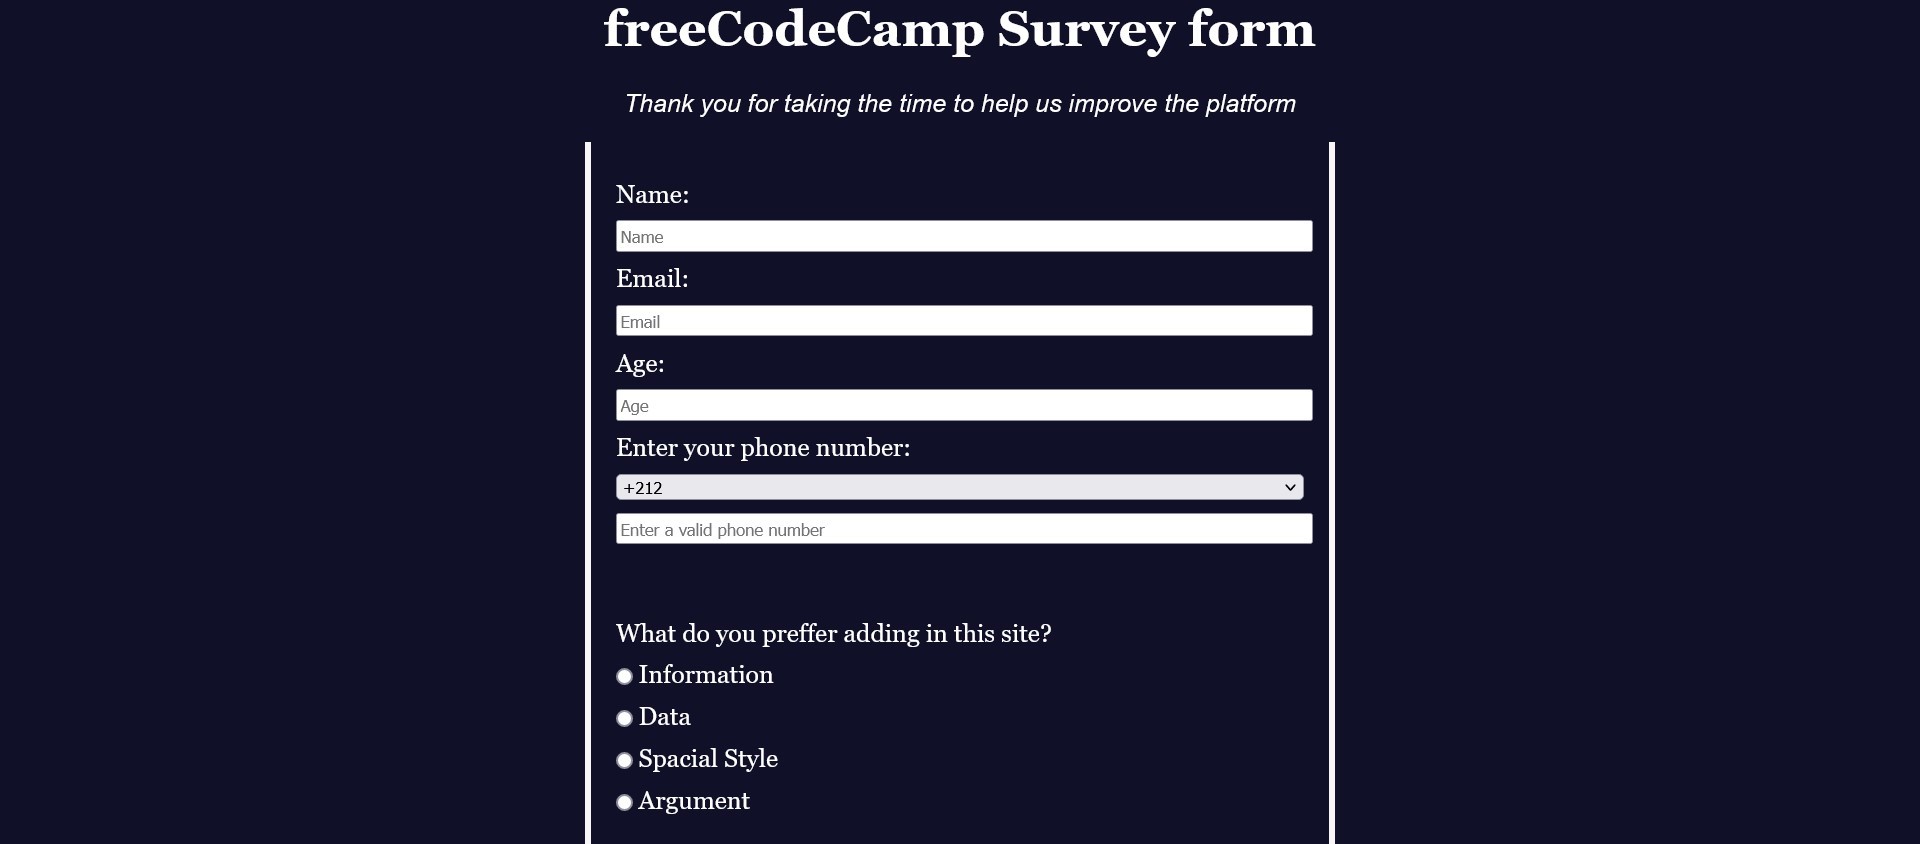 freeCodeCamp Survey form
Thank you for taking the time to help us improve the platform
Name:
Name
Email:
Email
Age:
Age
Enter your phone number:
+212
Enter a valid phone number
What do you preffer adding in this site?
Information
Data
Spacial Style
Argument